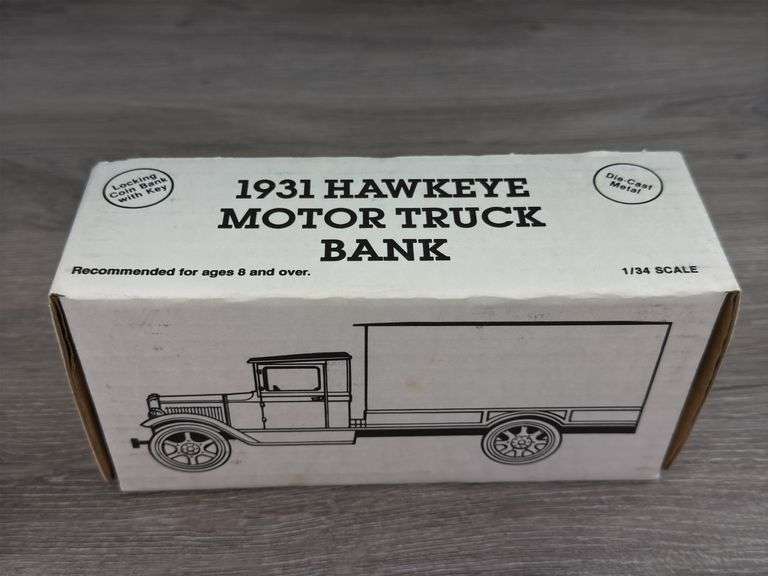 Locking
Coin Bank
with Key
1931 HAWKEYE
MOTOR TRUCK
BANK
Die-Cast
Metal
Recommended for ages 8 and over.
1/34 SCALE